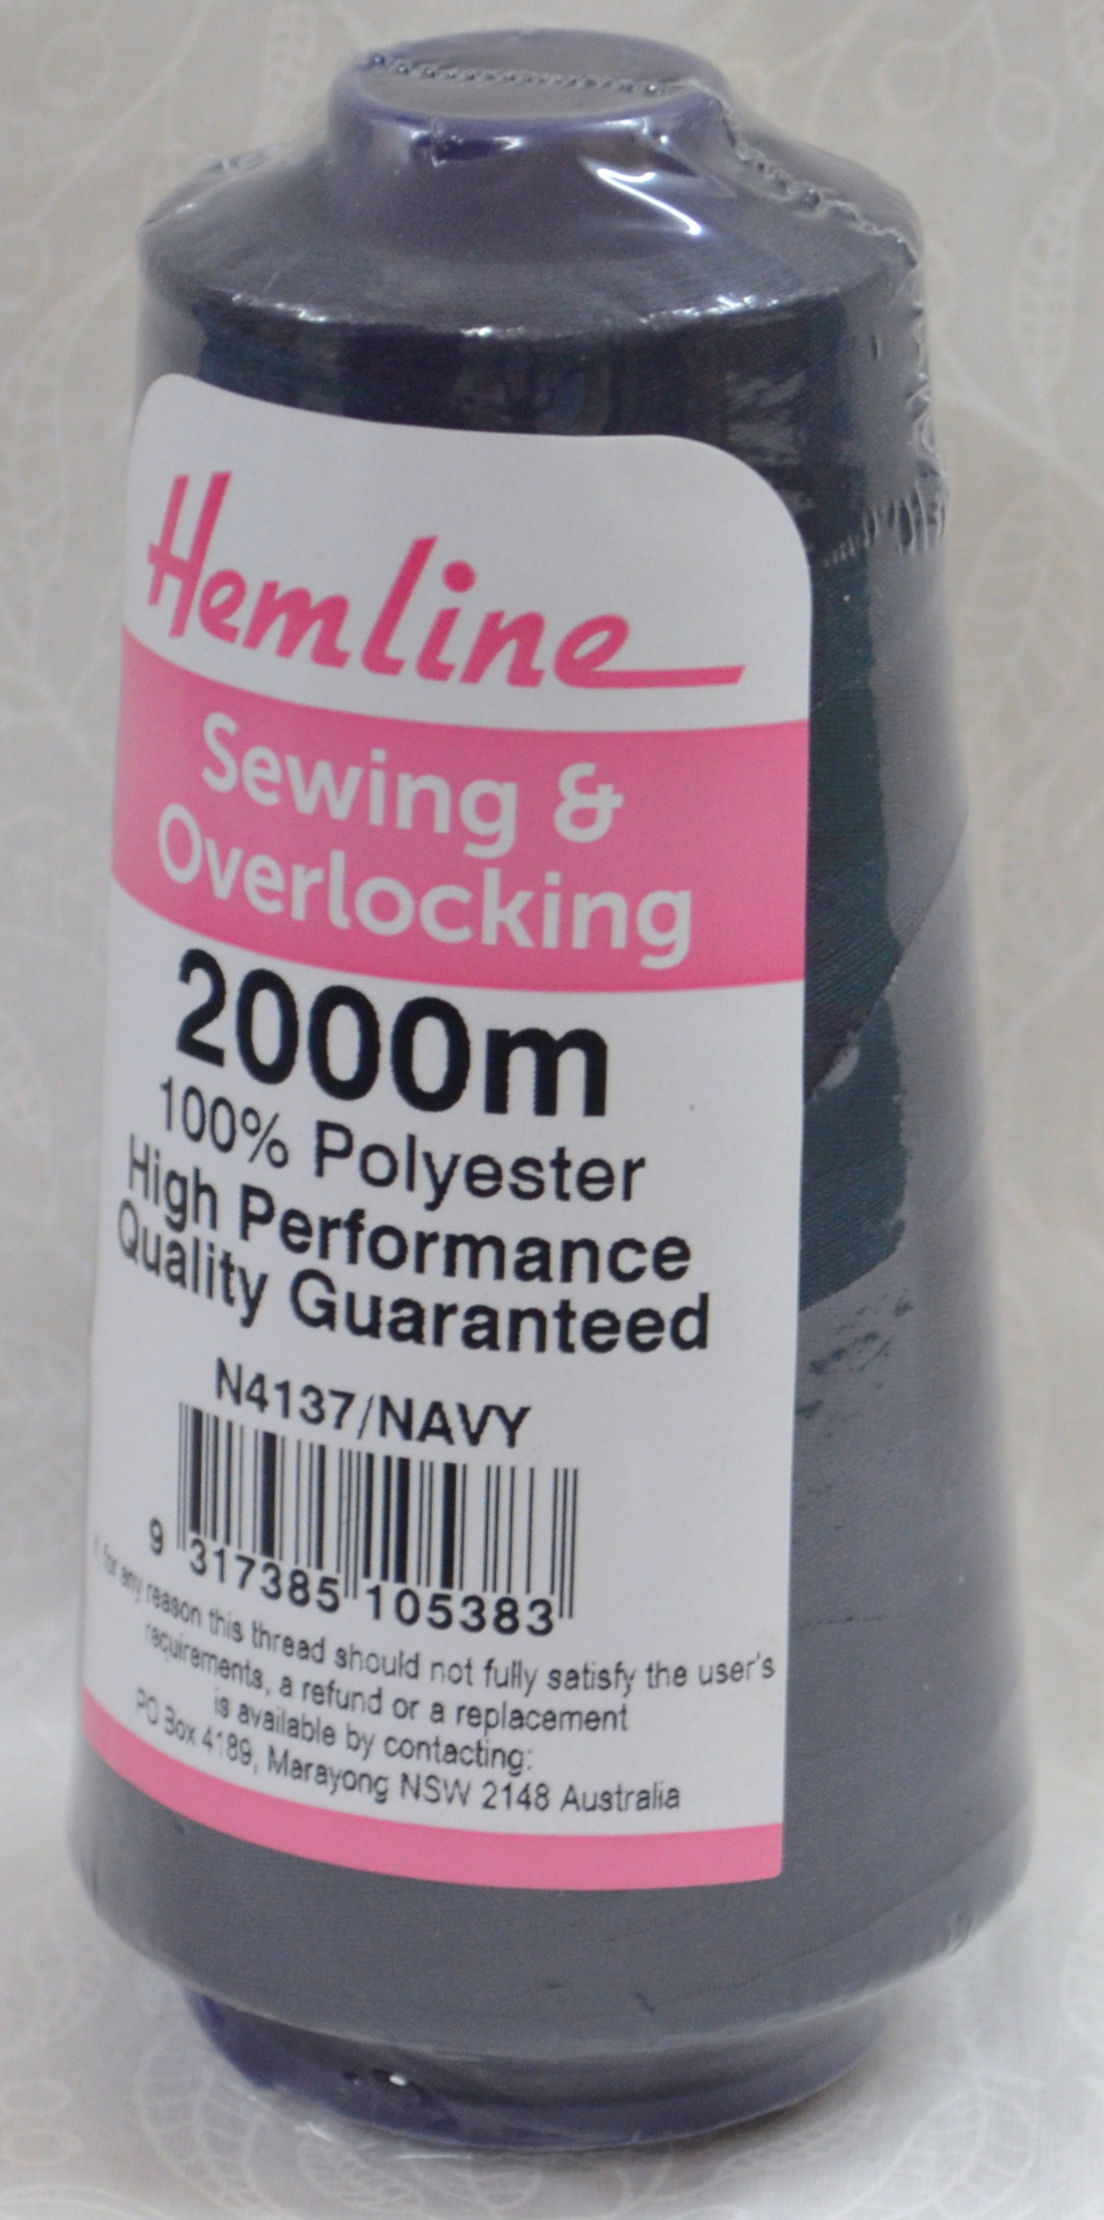 Hemline
Sewing &
Overlocking
2000m
100% Polyester
High Performance
Quality Guaranteed
N4137/NAVY
9 317385 105383
for any reason this thread should not fully satisfy the user's
requirements, a refund or a replacement
is available by contacting:
PO Box 4189, Marayong NSW 2148 Australia